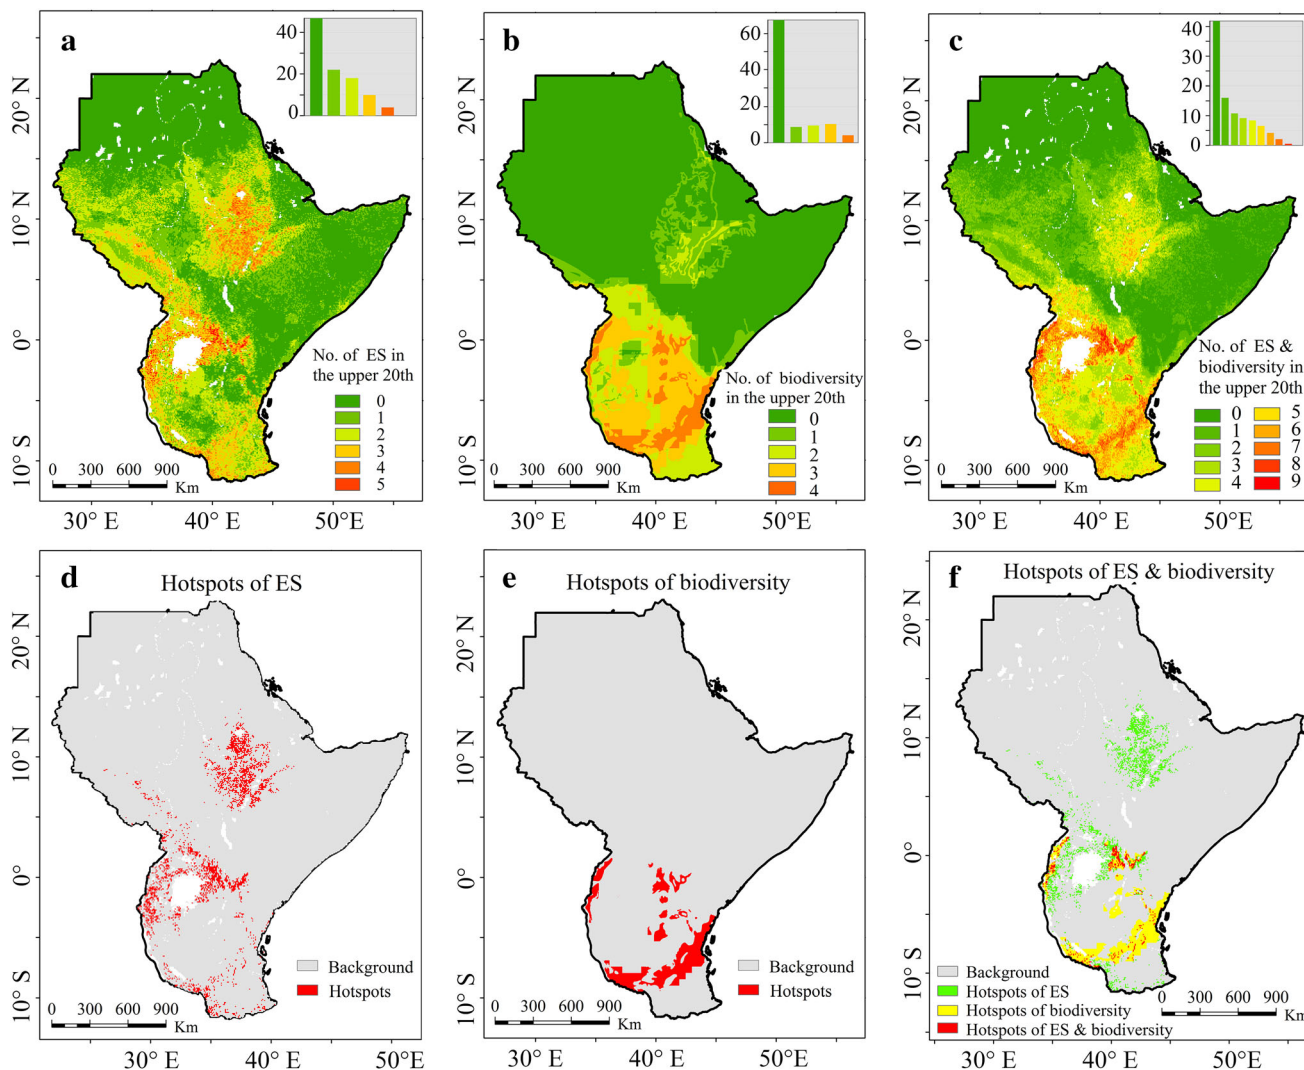 a
40
20
0
20° N
10° N
0°
10° S
No. of ES in
the upper 20th
0
1
2
3
4
5
0 300 600 900
Km
30° E 40° E 50° E
b
60
40
20
0
20° N
10° N
0°
10° S
No. of biodiversity
in the upper 20th
0
1
2
3
4
0 300 600 900
Km
30° E 40° E 50° E
c
40
30
20
10
0
20° N
10° N
0°
10° S
No. of ES &
biodiversity in
the upper 20th
0 5
1 6
2 7
3 8
4 9
0 300 600 900
Km
30° E 40° E 50° E
d
Hotspots of ES
20° N
10° N
0°
10° S
Background
Hotspots
0 300 600 900
Km
30° E 40° E 50° E
e
Hotspots of biodiversity
20° N
10° N
0°
10° S
Background
Hotspots
0 300 600 900
Km
30° E 40° E 50° E
f
Hotspots of ES & biodiversity
20° N
10° N
0°
10° S
Background
Hotspots of ES
Hotspots of biodiversity
Hotspots of ES & biodiversity
0 300 600 900
Km
30° E 40° E 50°E